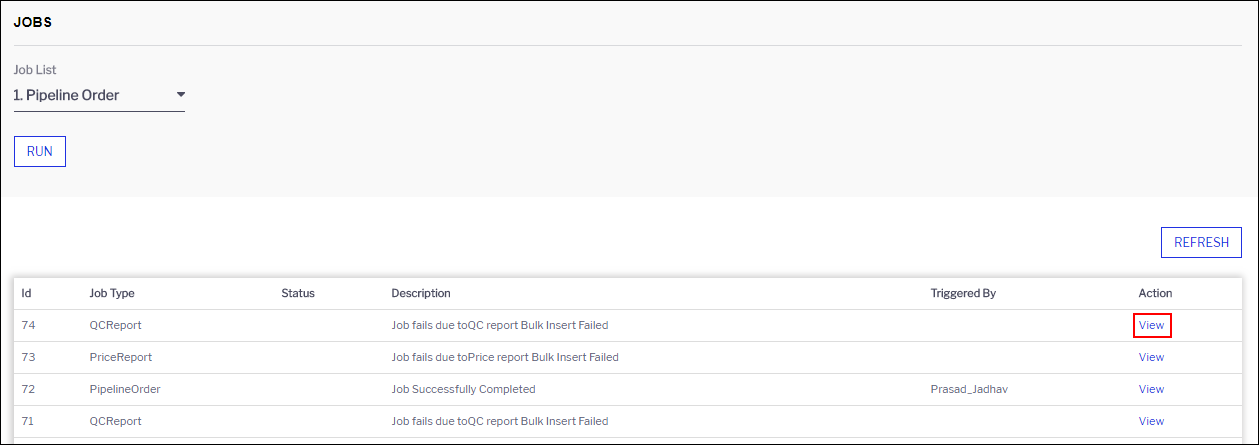 JOBS
Job List
1. Pipeline Order
RUN
REFRESH
Id Job Type Status Description Triggered By Action
74 QCReport Job fails due toQC report Bulk Insert Failed View
73 PriceReport Job fails due toPrice report Bulk Insert Failed View
72 PipelineOrder Job Successfully Completed Prasad_Jadhav View
71 QCReport Job fails due toQC report Bulk Insert Failed View